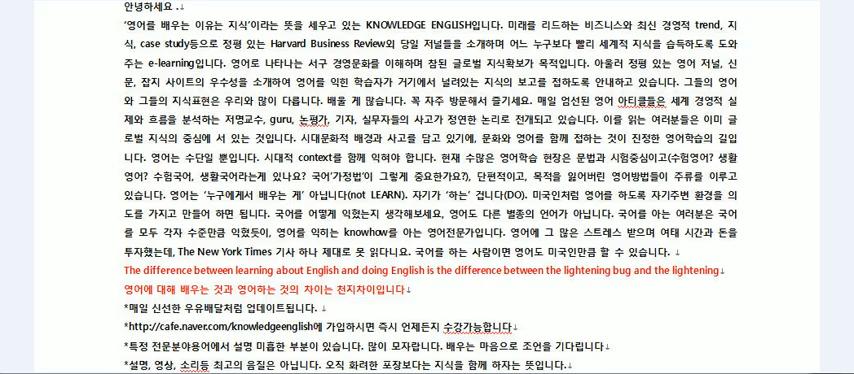 안녕하세요 .↓
'영어를 배우는 이유는 지식'이라는 뜻을 세우고 있는 KNOWLEDGE ENGLISH입니다. 미래를 리드하는 비즈니스와 최신 경영적 trend, 지
식, case study등으로 정평 있는 Harvard Business Review외 당일 저널들을 소개하며 어느 누구보다 빨리 세계적 지식을 습득하도록 도와
주는 e-learning입니다. 영어로 나타나는 서구 경영문화를 이해하며 참된 글로벌 지식확보가 목적입니다. 아울러 정평 있는 영어 저널, 신
문, 잡지 사이트의 우수성을 소개하여 영어를 익힌 학습자가 거기에서 널려있는 지식의 보고를 접하도록 안내하고 있습니다. 그들의 영어
와 그들의 지식표현은 우리와 많이 다릅니다. 배울 게 많습니다. 꼭 자주 방문해서 즐기세요. 매일 엄선된 영어 아티클들은 세계 경영적 실
제와 흐름을 분석하는 저명교수, guru, 논평가, 기자, 실무자들의 사고가 정연한 논리로 전개되고 있습니다. 이를 읽는 여러분들은 이미 글
로벌 지식의 중심에 서 있는 것입니다. 시대문화적 배경과 사고를 담고 있기에, 문화와 영어를 함께 접하는 것이 진정한 영어학습의 길입
니다. 영어는 수단일 뿐입니다. 시대적 context를 함께 익혀야 합니다. 현재 수많은 영어학습 현장은 문법과 시험중심이고(수험영어? 생활
영어? 수험국어, 생활국어라는게 있나요? 국어'가정법'이 그렇게 중요한가요?), 단편적이고, 목적을 잃어버린 영어방법들이 주류를 이루고
있습니다. 영어는 '누구에게서 배우는 게' 아닙니다(not LEARN). 자기가 '하는' 겁니다(DO). 미국인처럼 영어를 하도록 자기주변 환경을 의
도를 가지고 만들어 하면 됩니다. 국어를 어떻게 익혔는지 생각해보세요, 영어도 다른 별종의 언어가 아닙니다. 국어를 아는 여러분은 국어
를 모두 각자 수준만큼 익혔듯이, 영어를 익히는 knowhow를 아는 영어전문가입니다. 영어에 그 많은 스트레스 받으며 여태 시간과 돈을
투자했는데, The New York Times 기사 하나 제대로 못 읽다니요. 국어를 하는 사람이면 영어도 미국인만큼 할 수 있습니다. ↓
The difference between learning about English and doing English is the difference between the lightening bug and the lightening↓
영어에 대해 배우는 것과 영어하는 것의 차이는 천지차이입니다↓
*매일 신선한 우유배달처럼 업데이트됩니다. ↓
*http://cafe.naver.com/knowledgeenglish에 가입하시면 즉시 언제든지 수강가능합니다↓
*특정 전문분야용어에서 설명 미흡한 부분이 있습니다. 많이 모자랍니다. 배우는 마음으로 조언을 기다립니다↓
*설명, 영상, 소리등 최고의 음질은 아닙니다. 오직 화려한 포장보다는 지식을 함께 하자는 뜻입니다.↓